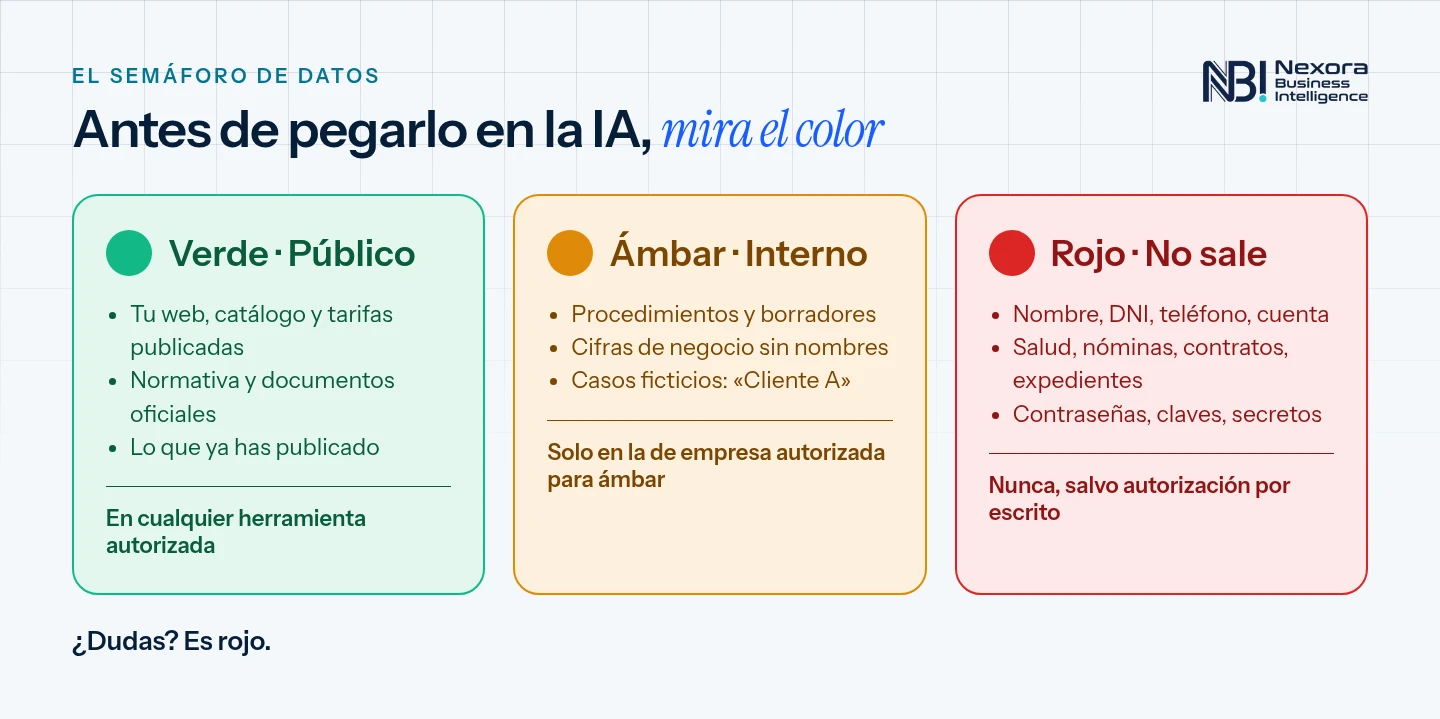 EL SEMÁFORO DE DATOS
Antes de pegarlo en la IA, mira el color
NB! Nexora
Business
Intelligence
Verde · Público
• Tu web, catálogo y tarifas
publicadas
• Normativa y documentos
oficiales
• Lo que ya has publicado
En cualquier herramienta
autorizada
Ámbar · Interno
• Procedimientos y borradores
• Cifras de negocio sin nombres
• Casos ficticios: «Cliente A»
Solo en la de empresa autorizada
para ámbar
Rojo · No sale
• Nombre, DNI, teléfono, cuenta
• Salud, nóminas, contratos,
expedientes
• Contraseñas, claves, secretos
Nunca, salvo autorización por
escrito
¿Dudas? Es rojo.